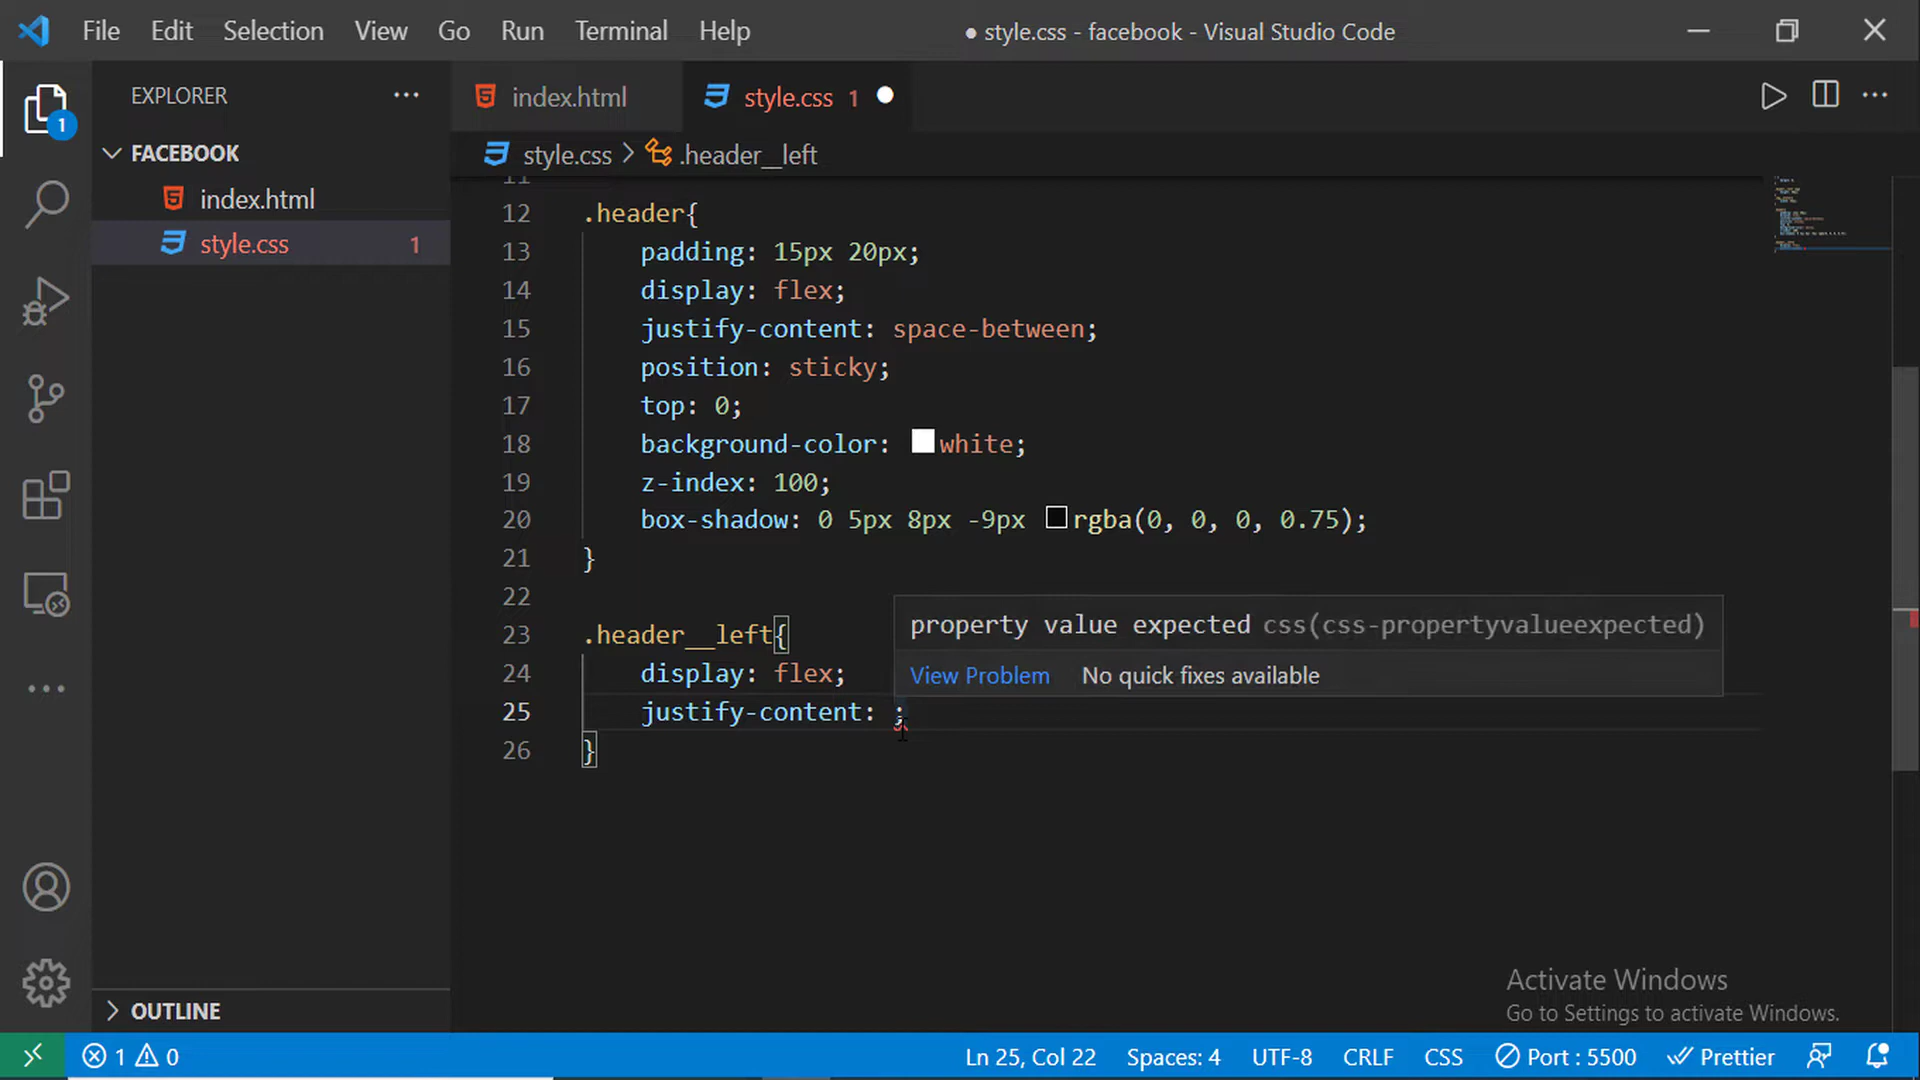 File Edit Selection View Go Run Terminal Help
● style.css - facebook - Visual Studio Code
EXPLORER
1
FACEBOOK
index.html
style.css 1
OUTLINE
index.html
style.css 1
style.css > .header__left
11
12 .header{
13 padding: 15px 20px;
14 display: flex;
15 justify-content: space-between;
16 position: sticky;
17 top: 0;
18 background-color: white;
19 z-index: 100;
20 box-shadow: 0 5px 8px -9px rgba(0, 0, 0, 0.75);
21 }
22
23 .header__left{
24 display: flex;
25 justify-content: ;
26 }
property value expected css(css-propertyvalueexpected)
View Problem No quick fixes available
Activate Windows
Go to Settings to activate Windows.
1 0
Ln 25, Col 22 Spaces: 4 UTF-8 CRLF CSS Port : 5500 Prettier